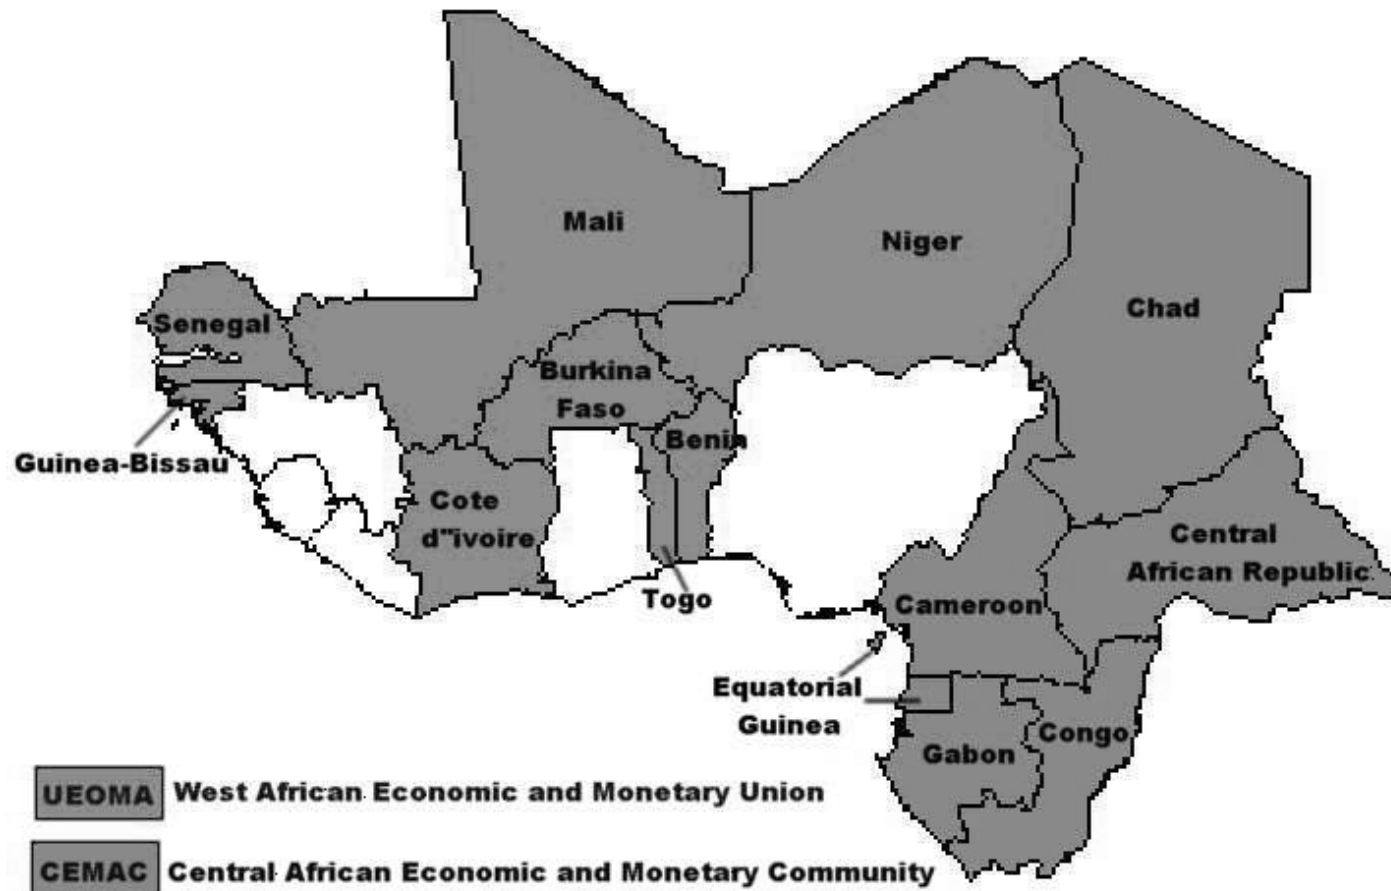 Mali
Niger
Chad
Senegal
Burkina
Faso
Benin
Guinea-Bissau
Cote
d"ivoire
Togo
Central
African Republic
Cameroon
Equatorial
Guinea
Congo
Gabon
UEOMA West African Economic and Monetary Union
CEMAC Central African Economic and Monetary Community